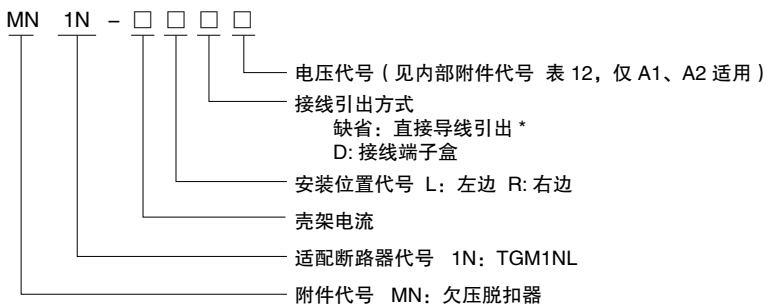 MN 1N - □ □ □ □
电压代号（见内部附件代号 表 12，仅 A1、A2 适用）
接线引出方式
缺省：直接导线引出 *
D: 接线端子盒
安装位置代号 L：左边 R: 右边
壳架电流
适配断路器代号 1N：TGM1NL
附件代号 MN：欠压脱扣器